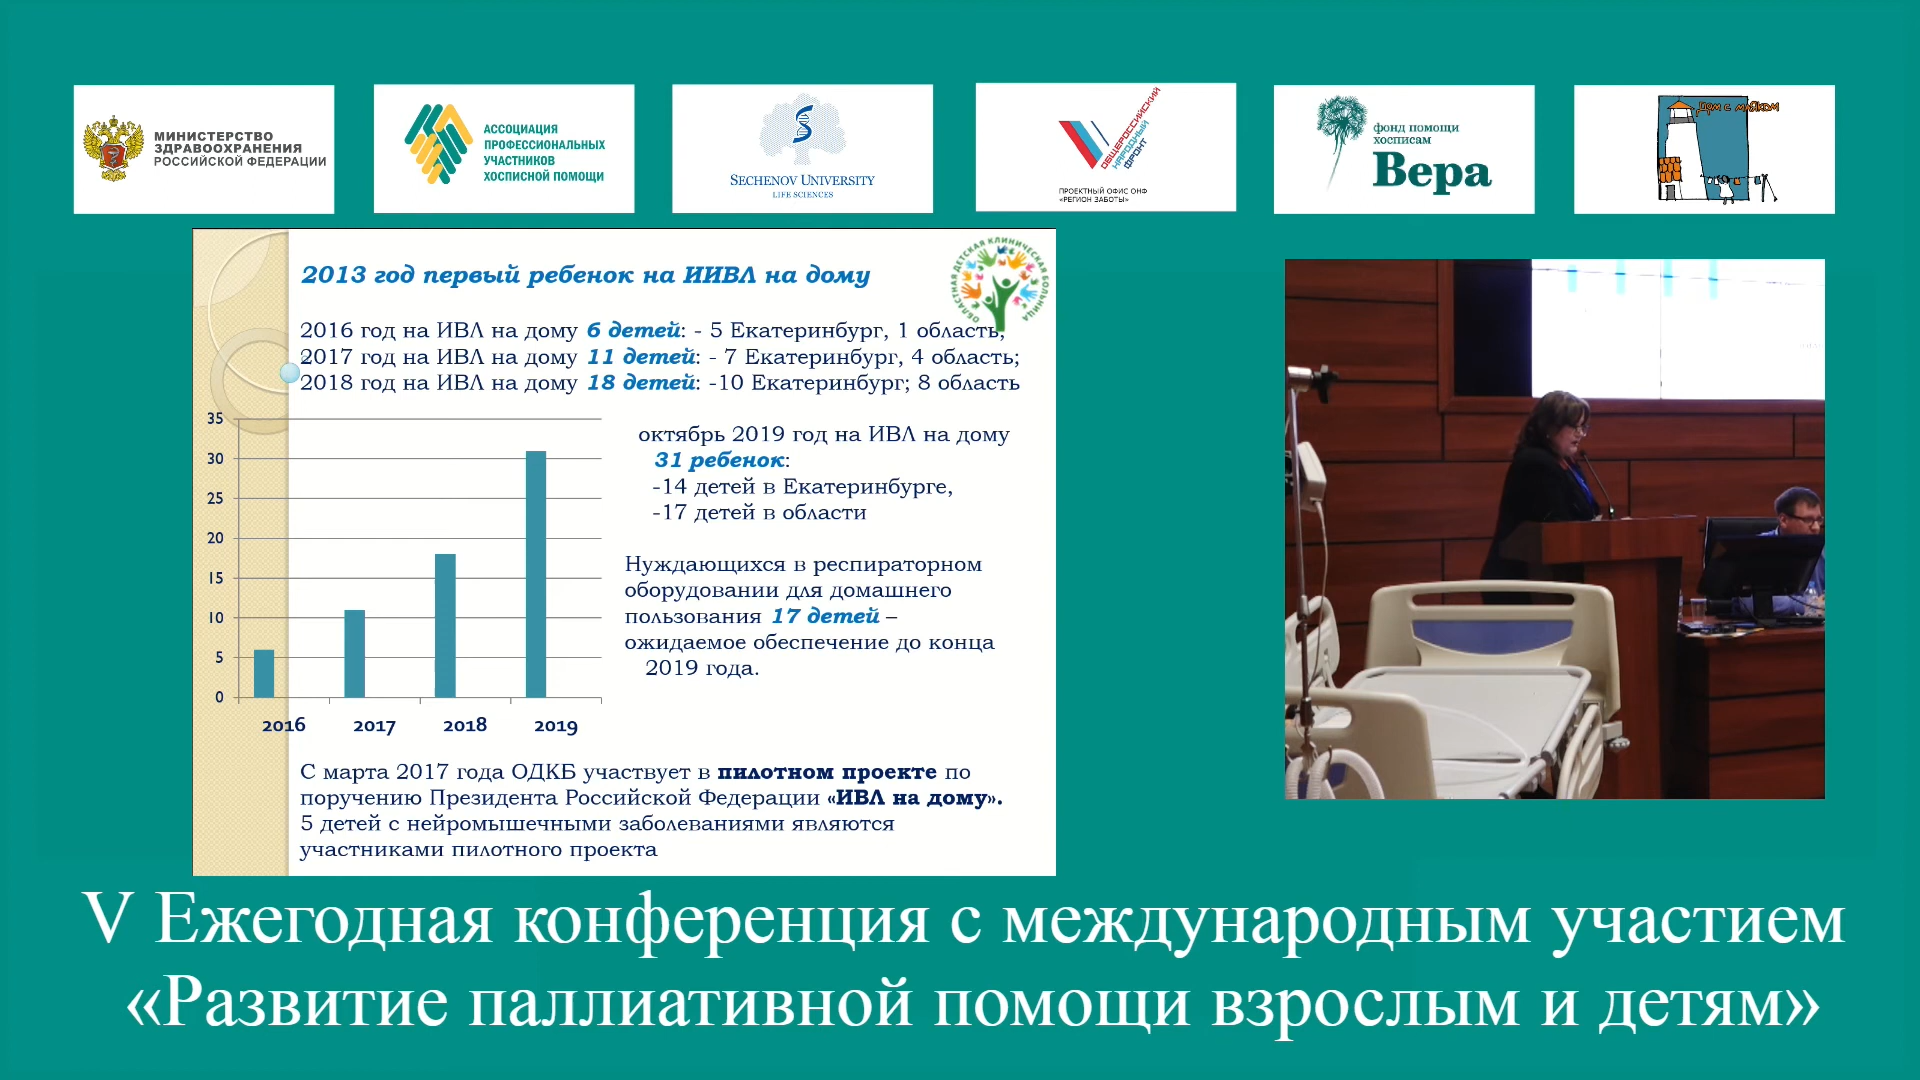 МИНИСТЕРСТВО
ЗДРАВООХРАНЕНИЯ
РОССИЙСКОЙ ФЕДЕРАЦИИ
АССОЦИАЦИЯ
ПРОФЕССИОНАЛЬНЫХ
УЧАСТНИКОВ
ХОСПИСНОЙ ПОМОЩИ
SECHENOV UNIVERSITY
LIFE SCIENCES
ОБЩЕРОССИЙСКИЙ
НАРОДНЫЙ
ФРОНТ
ПРОЕКТНЫЙ ОФИС ОНФ
«РЕГИОН ЗАБОТЫ»
фонд помощи
хосписам
Вера
Дом с маяком
ОБЛАСТНАЯ ДЕТСКАЯ КЛИНИЧЕСКАЯ БОЛЬНИЦА
2013 год первый ребенок на ИИВЛ на дому
2016 год на ИВЛ на дому 6 детей: - 5 Екатеринбург, 1 область;
2017 год на ИВЛ на дому 11 детей: - 7 Екатеринбург, 4 область;
2018 год на ИВЛ на дому 18 детей: -10 Екатеринбург; 8 область
35
30
25
20
15
10
5
0
2016 2017 2018 2019
октябрь 2019 год на ИВЛ на дому
31 ребенок:
-14 детей в Екатеринбурге,
-17 детей в области
Нуждающихся в респираторном
оборудовании для домашнего
пользования 17 детей –
ожидаемое обеспечение до конца
2019 года.
С марта 2017 года ОДКБ участвует в пилотном проекте по
поручению Президента Российской Федерации «ИВЛ на дому».
5 детей с нейромышечными заболеваниями являются
участниками пилотного проекта
V Ежегодная конференция с международным участием
«Развитие паллиативной помощи взрослым и детям»